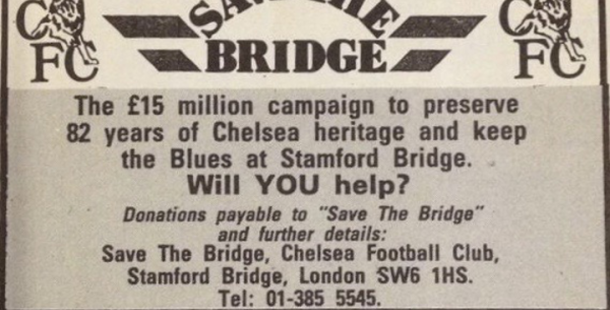 CFC
SAVE THE
CFC
BRIDGE
The £15 million campaign to preserve
82 years of Chelsea heritage and keep
the Blues at Stamford Bridge.
Will YOU help?
Donations payable to "Save The Bridge"
and further details:
Save The Bridge, Chelsea Football Club,
Stamford Bridge, London SW6 1HS.
Tel: 01-385 5545.